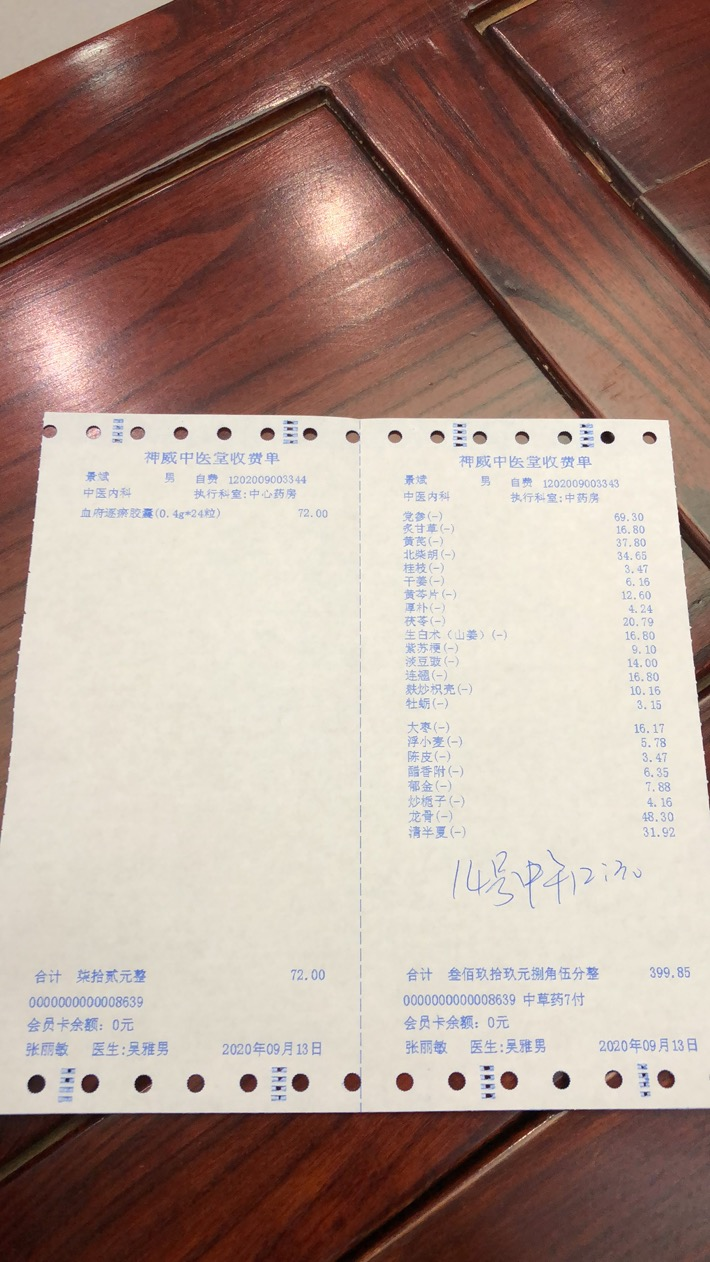 神威中医堂收费单
景斌 男 自费 1202009003344
中医内科 执行科室:中心药房
血府逐瘀胶囊(0.4g*24粒) 72.00
合计 柒拾贰元整 72.00
0000000000008639
会员卡余额: 0元
张丽敏 医生:吴雅男 2020年09月13日
神威中医堂收费单
景斌 男 自费 1202009003343
中医内科 执行科室:中药房
党参(-) 69.30
炙甘草(-) 16.80
黄芪(-) 37.80
北柴胡(-) 34.65
桂枝(-) 3.47
干姜(-) 6.16
黄芩片(-) 12.60
厚朴(-) 4.24
茯苓(-) 20.79
生白术（山姜）(-) 16.80
紫苏梗(-) 9.10
淡豆豉(-) 14.00
连翘(-) 16.80
麸炒枳壳(-) 10.16
牡蛎(-) 3.15
大枣(-) 16.17
浮小麦(-) 5.78
陈皮(-) 3.47
醋香附(-) 6.35
郁金(-) 7.88
炒栀子(-) 4.16
龙骨(-) 48.30
清半夏(-) 31.92
14号中午12:30
合计 叁佰玖拾玖元捌角伍分整 399.85
0000000000008639 中草药7付
会员卡余额: 0元
张丽敏 医生:吴雅男 2020年09月13日